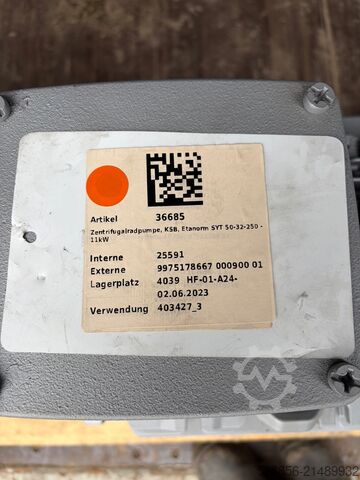 Artikel 36685
Zentrifugalradpumpe, KSB, Etanorm SYT 50-32-250 -
11kW
Interne 25591
Externe 9975178667 000900 01
Lagerplatz 4039 HF-01-A24-
02.06.2023
Verwendung 403427_3